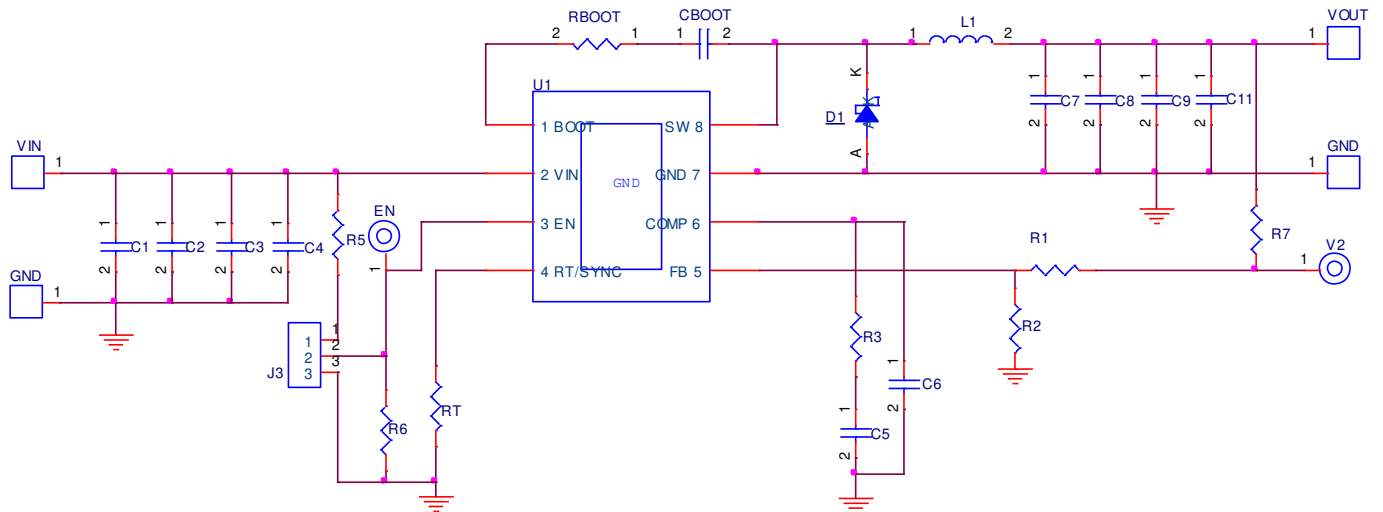 RBOOT
2 1
CBOOT
1 2
1 L1 2
VOUT
1
U1
1 BOOT
2 VIN
3 EN
4 RT/SYNC
GND
SW 8
GND 7
COMP 6
FB 5
K
D1
A K
A
1 C7 2
1 C8 2
1 C9 2
1 C11 2
GND
1
VIN
1
1 C1 2
1 C2 2
1 C3 2
1 C4 2
R5
EN
1
GND
1
J3
1 1
2 2
3 3
R6
RT
R3
1 C5 2
1 C6 2
R1
R2
R7
V2
1